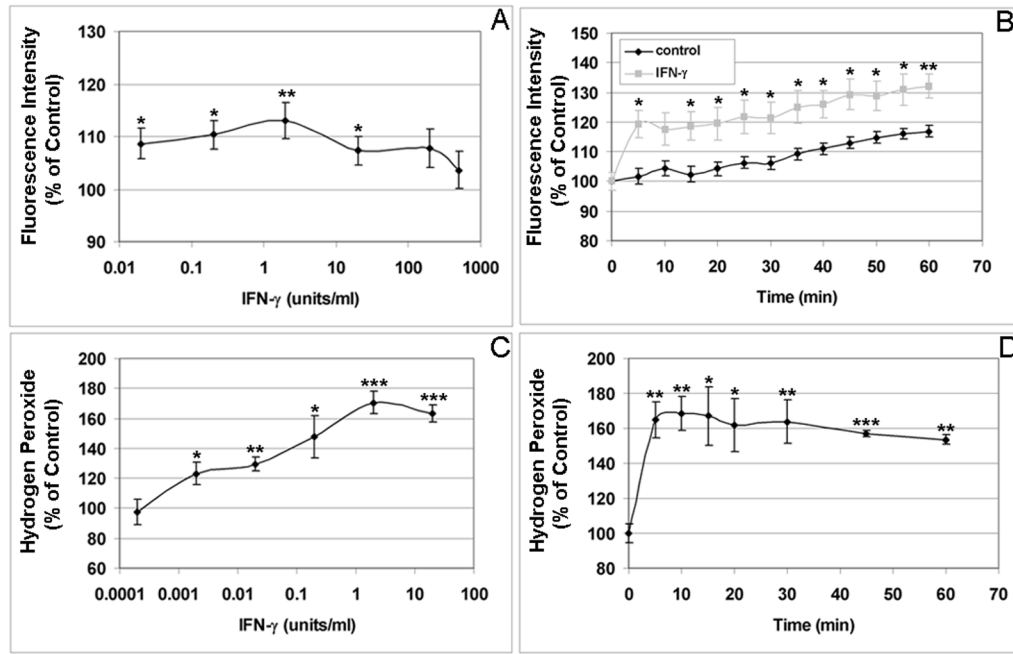 A
Fluorescence Intensity
(% of Control)
130
120
110
100
90
* * ** *
0.01 0.1 1 10 100 1000
IFN-γ (units/ml)
B
Fluorescence Intensity
(% of Control)
150
140
130
120
110
100
90
80
control
IFN-γ
* * * * * * * * * * **
0 10 20 30 40 50 60 70
Time (min)
C
Hydrogen Peroxide
(% of Control)
200
180
160
140
120
100
80
60
* ** * *** ***
0.0001 0.001 0.01 0.1 1 10 100
IFN-γ (units/ml)
D
Hydrogen Peroxide
(% of Control)
200
180
160
140
120
100
80
** ** * * ** *** **
0 10 20 30 40 50 60 70
Time (min)